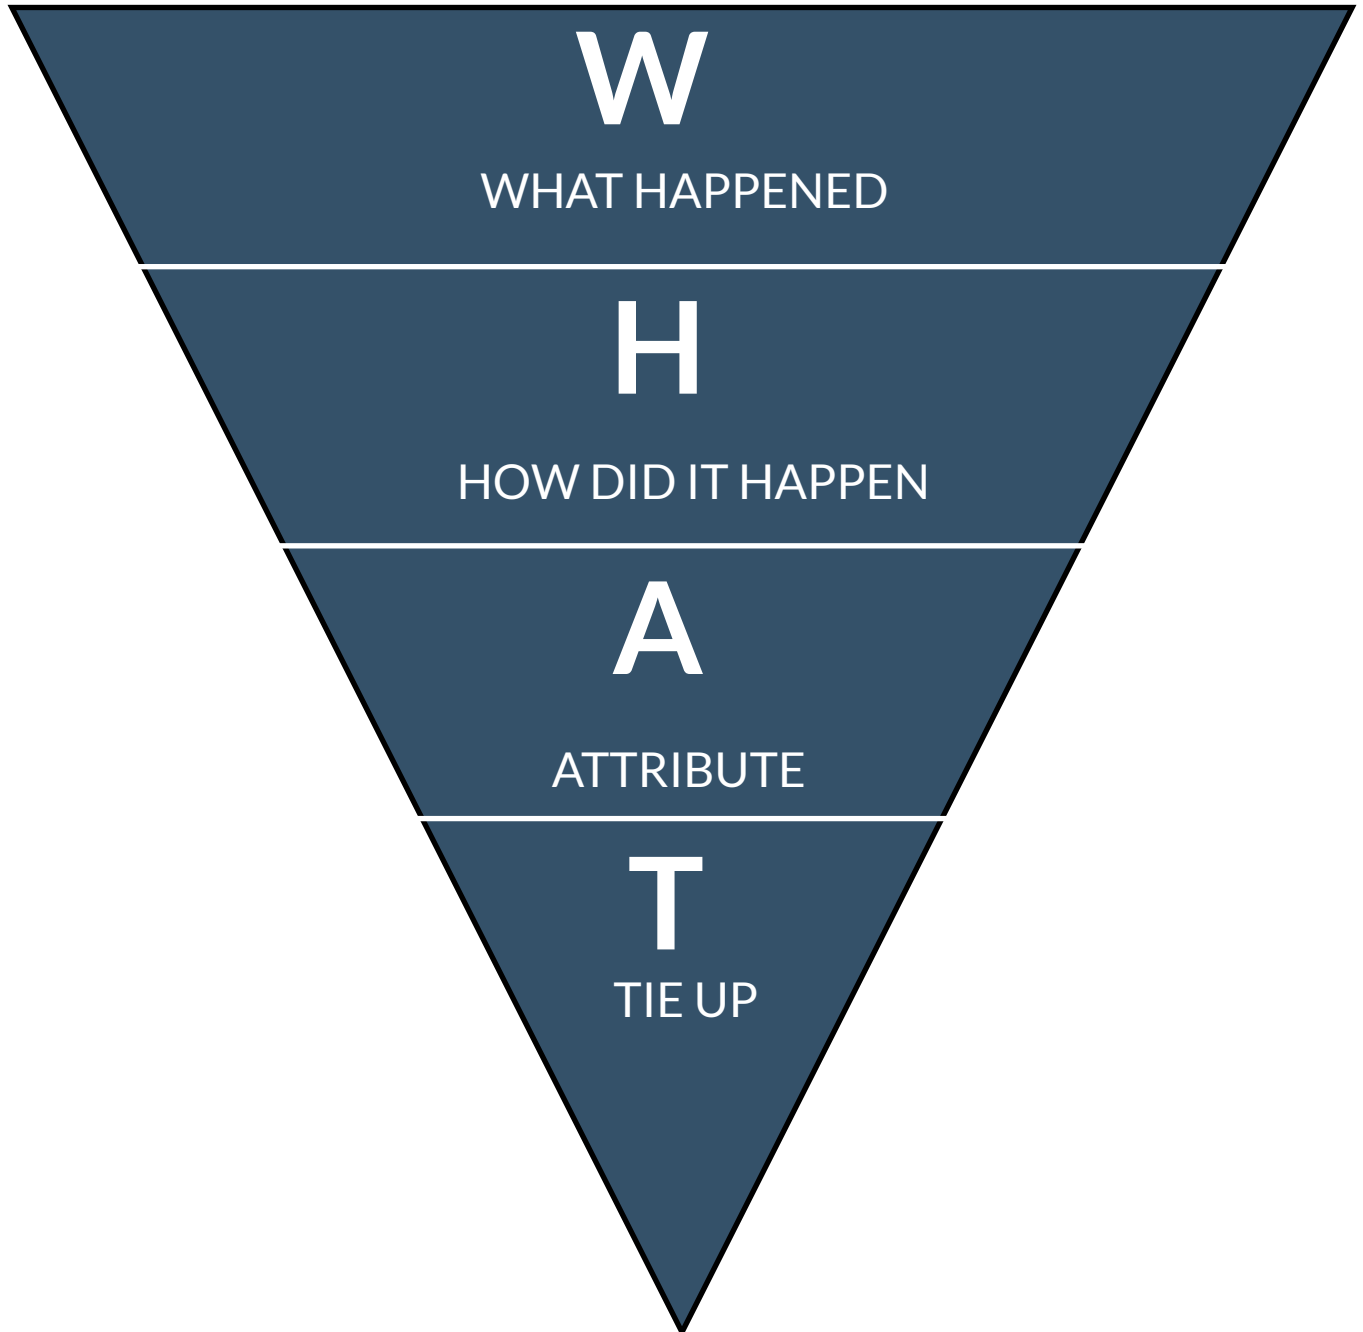 W
WHAT HAPPENED
H
HOW DID IT HAPPEN
A
ATTRIBUTE
T
TIE UP